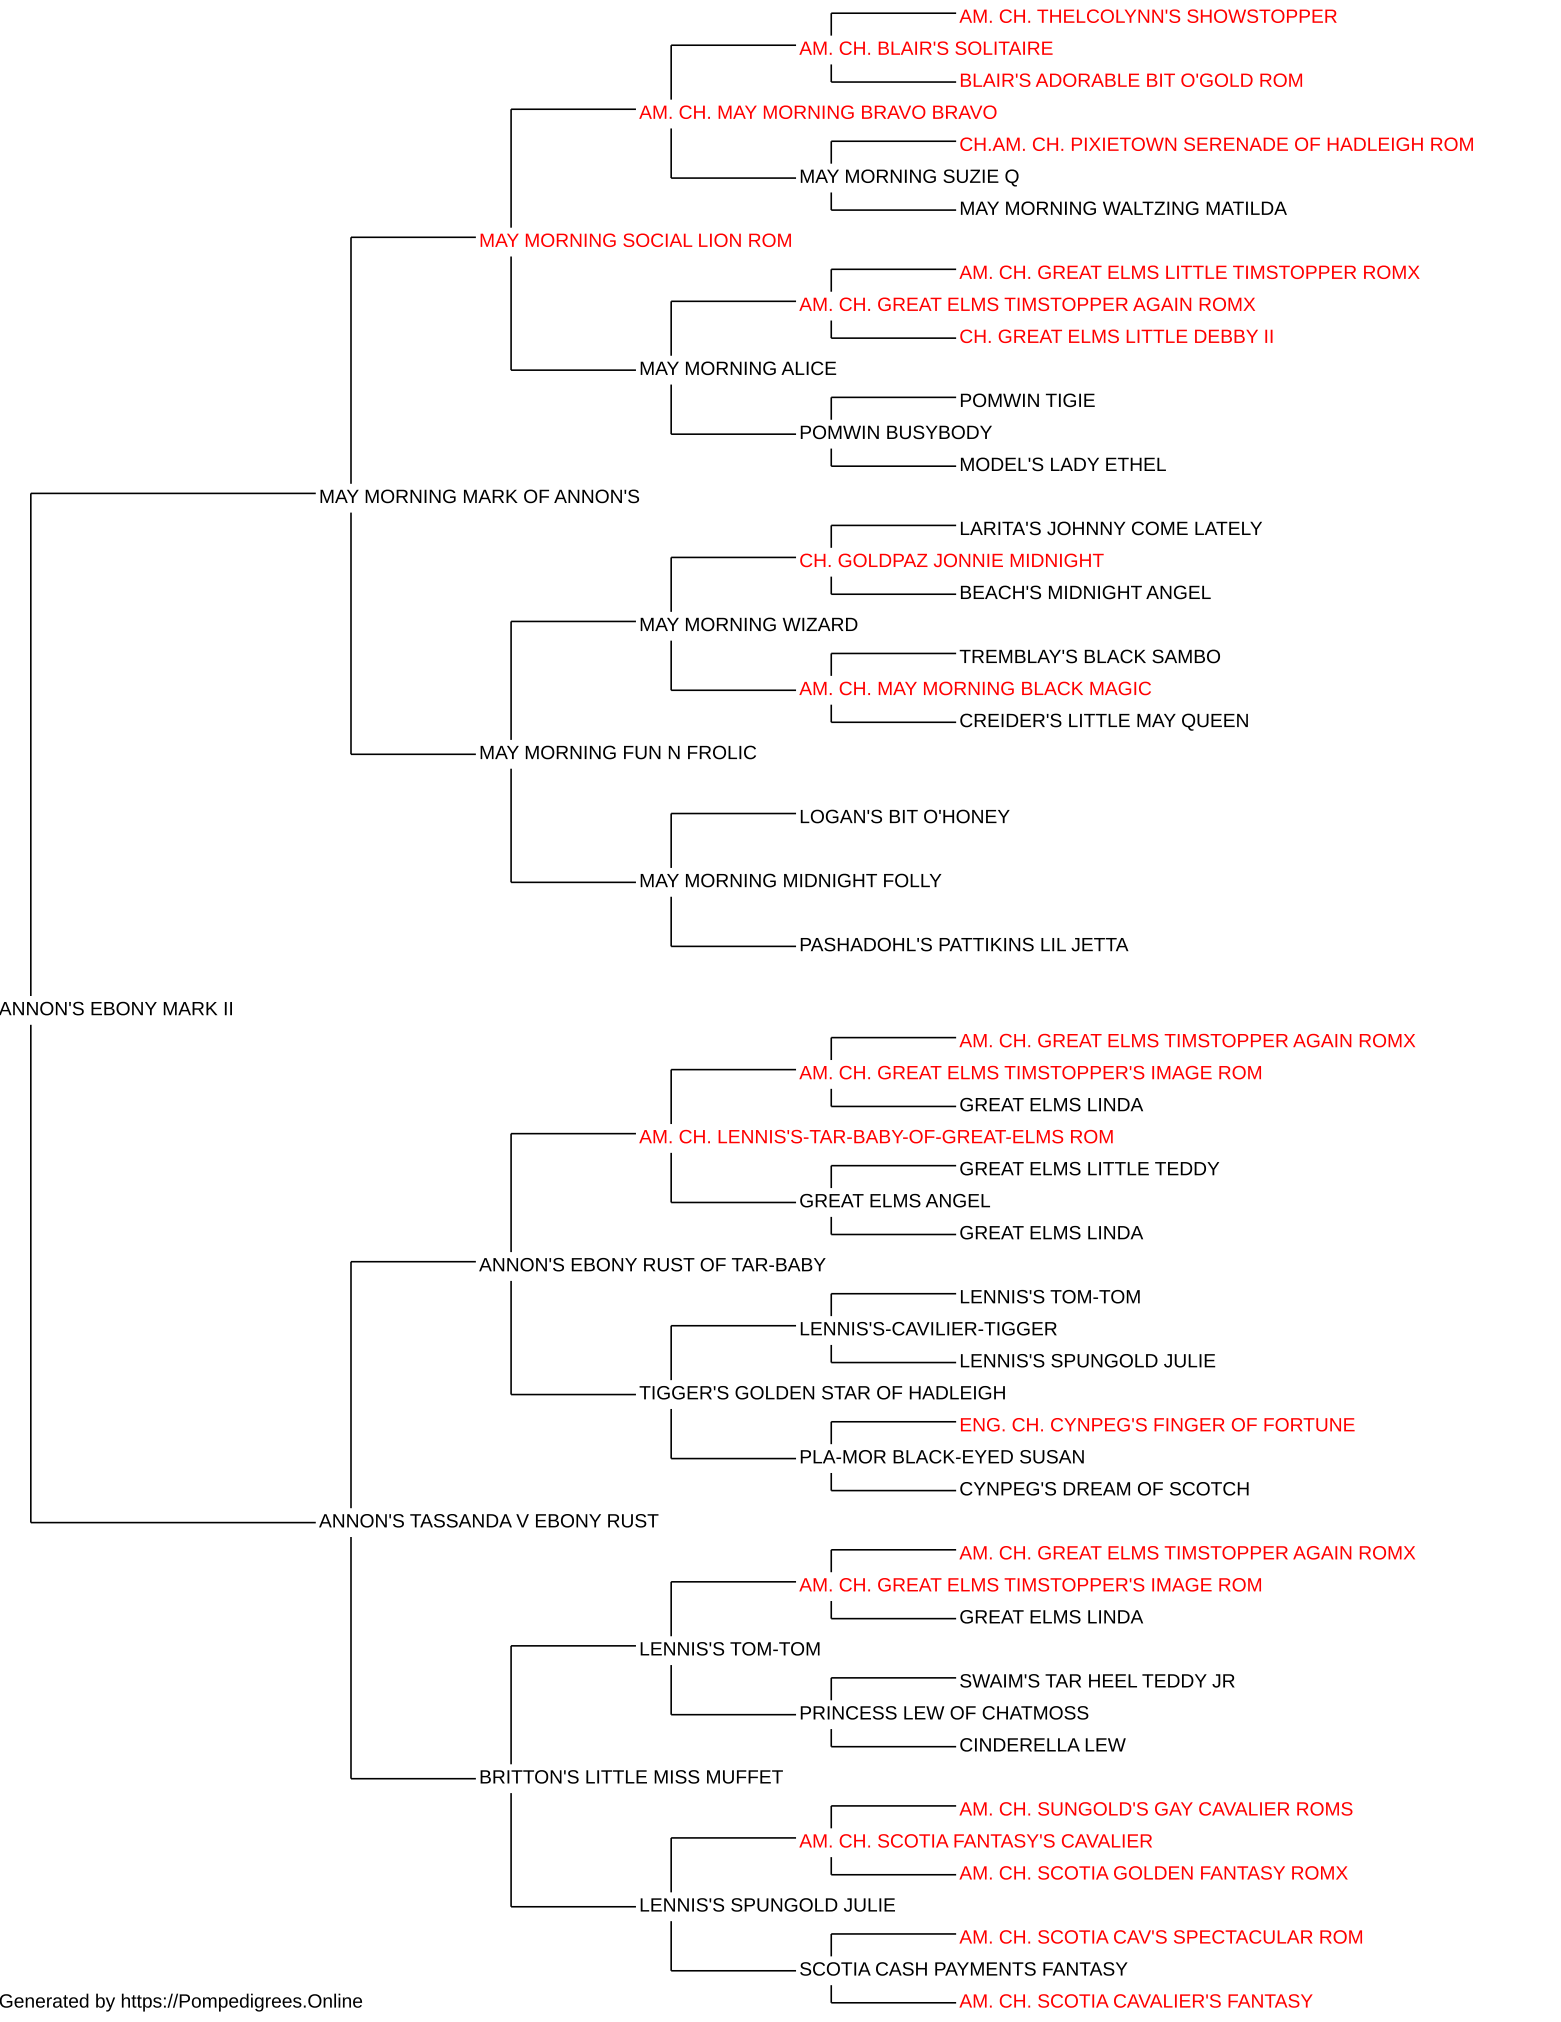 AM. CH. THELCOLYNN'S SHOWSTOPPER
AM. CH. BLAIR'S SOLITAIRE
BLAIR'S ADORABLE BIT O'GOLD ROM
AM. CH. MAY MORNING BRAVO BRAVO
CH.AM. CH. PIXIETOWN SERENADE OF HADLEIGH ROM
MAY MORNING SUZIE Q
MAY MORNING WALTZING MATILDA
MAY MORNING SOCIAL LION ROM
AM. CH. GREAT ELMS LITTLE TIMSTOPPER ROMX
AM. CH. GREAT ELMS TIMSTOPPER AGAIN ROMX
CH. GREAT ELMS LITTLE DEBBY II
MAY MORNING ALICE
POMWIN TIGIE
POMWIN BUSYBODY
MODEL'S LADY ETHEL
MAY MORNING MARK OF ANNON'S
LARITA'S JOHNNY COME LATELY
CH. GOLDPAZ JONNIE MIDNIGHT
BEACH'S MIDNIGHT ANGEL
MAY MORNING WIZARD
TREMBLAY'S BLACK SAMBO
AM. CH. MAY MORNING BLACK MAGIC
CREIDER'S LITTLE MAY QUEEN
MAY MORNING FUN N FROLIC
LOGAN'S BIT O'HONEY
MAY MORNING MIDNIGHT FOLLY
PASHADOHL'S PATTIKINS LIL JETTA
ANNON'S EBONY MARK II
AM. CH. GREAT ELMS TIMSTOPPER AGAIN ROMX
AM. CH. GREAT ELMS TIMSTOPPER'S IMAGE ROM
GREAT ELMS LINDA
AM. CH. LENNIS'S-TAR-BABY-OF-GREAT-ELMS ROM
GREAT ELMS LITTLE TEDDY
GREAT ELMS ANGEL
GREAT ELMS LINDA
ANNON'S EBONY RUST OF TAR-BABY
LENNIS'S TOM-TOM
LENNIS'S-CAVILIER-TIGGER
LENNIS'S SPUNGOLD JULIE
TIGGER'S GOLDEN STAR OF HADLEIGH
ENG. CH. CYNPEG'S FINGER OF FORTUNE
PLA-MOR BLACK-EYED SUSAN
CYNPEG'S DREAM OF SCOTCH
ANNON'S TASSANDA V EBONY RUST
AM. CH. GREAT ELMS TIMSTOPPER AGAIN ROMX
AM. CH. GREAT ELMS TIMSTOPPER'S IMAGE ROM
GREAT ELMS LINDA
LENNIS'S TOM-TOM
SWAIM'S TAR HEEL TEDDY JR
PRINCESS LEW OF CHATMOSS
CINDERELLA LEW
BRITTON'S LITTLE MISS MUFFET
AM. CH. SUNGOLD'S GAY CAVALIER ROMS
AM. CH. SCOTIA FANTASY'S CAVALIER
AM. CH. SCOTIA GOLDEN FANTASY ROMX
LENNIS'S SPUNGOLD JULIE
AM. CH. SCOTIA CAV'S SPECTACULAR ROM
SCOTIA CASH PAYMENTS FANTASY
AM. CH. SCOTIA CAVALIER'S FANTASY
Generated by https://Pompedigrees.Online